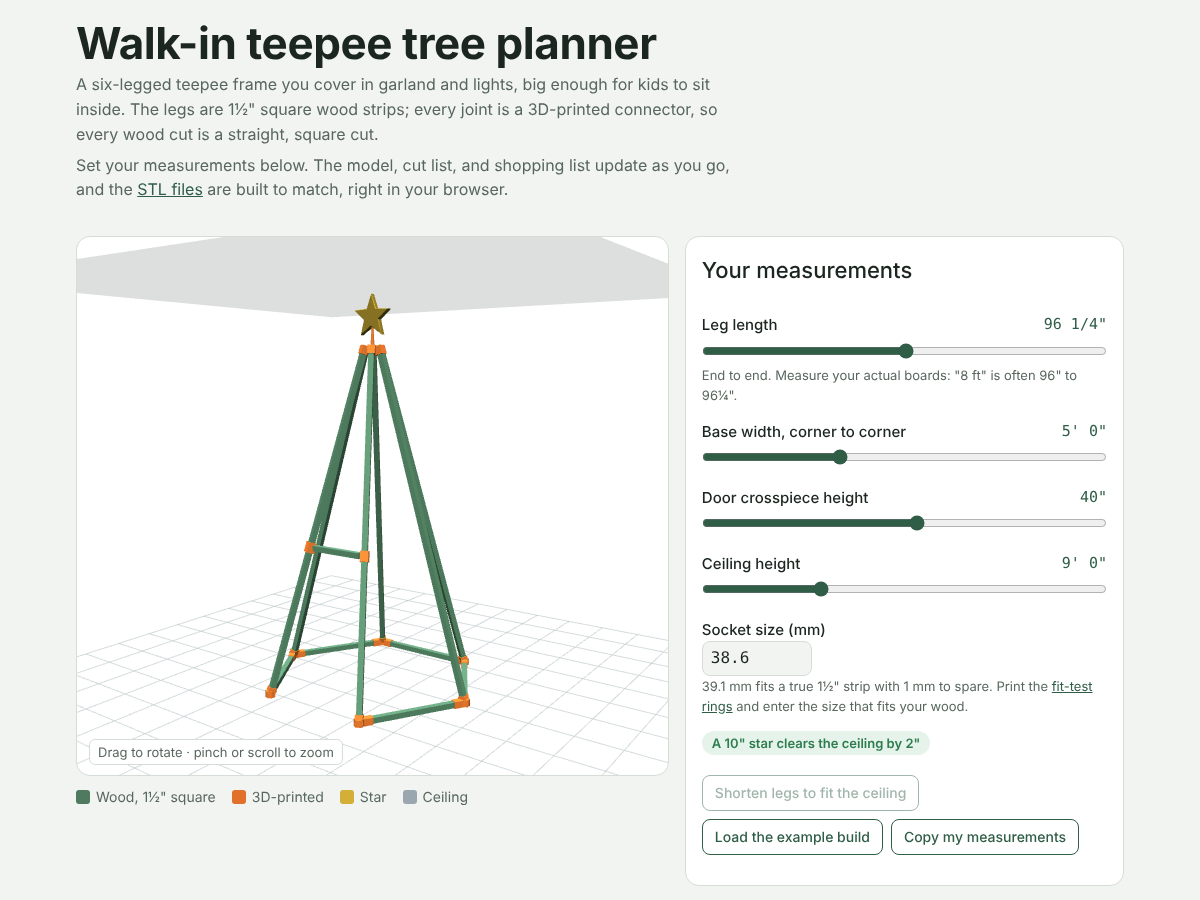 Walk-in teepee tree planner
A six-legged teepee frame you cover in garland and lights, big enough for kids to sit
inside. The legs are 1½" square wood strips; every joint is a 3D-printed connector, so
every wood cut is a straight, square cut.
Set your measurements below. The model, cut list, and shopping list update as you go,
and the STL files are built to match, right in your browser.
Drag to rotate · pinch or scroll to zoom
Wood, 1½" square
3D-printed
Star
Ceiling
Your measurements
Leg length
96 1/4"
End to end. Measure your actual boards: "8 ft" is often 96" to
96¼".
Base width, corner to corner
5' 0"
Door crosspiece height
40"
Ceiling height
9' 0"
Socket size (mm)
38.6
39.1 mm fits a true 1½" strip with 1 mm to spare. Print the fit-test
rings and enter the size that fits your wood.
A 10" star clears the ceiling by 2"
Shorten legs to fit the ceiling
Load the example build
Copy my measurements